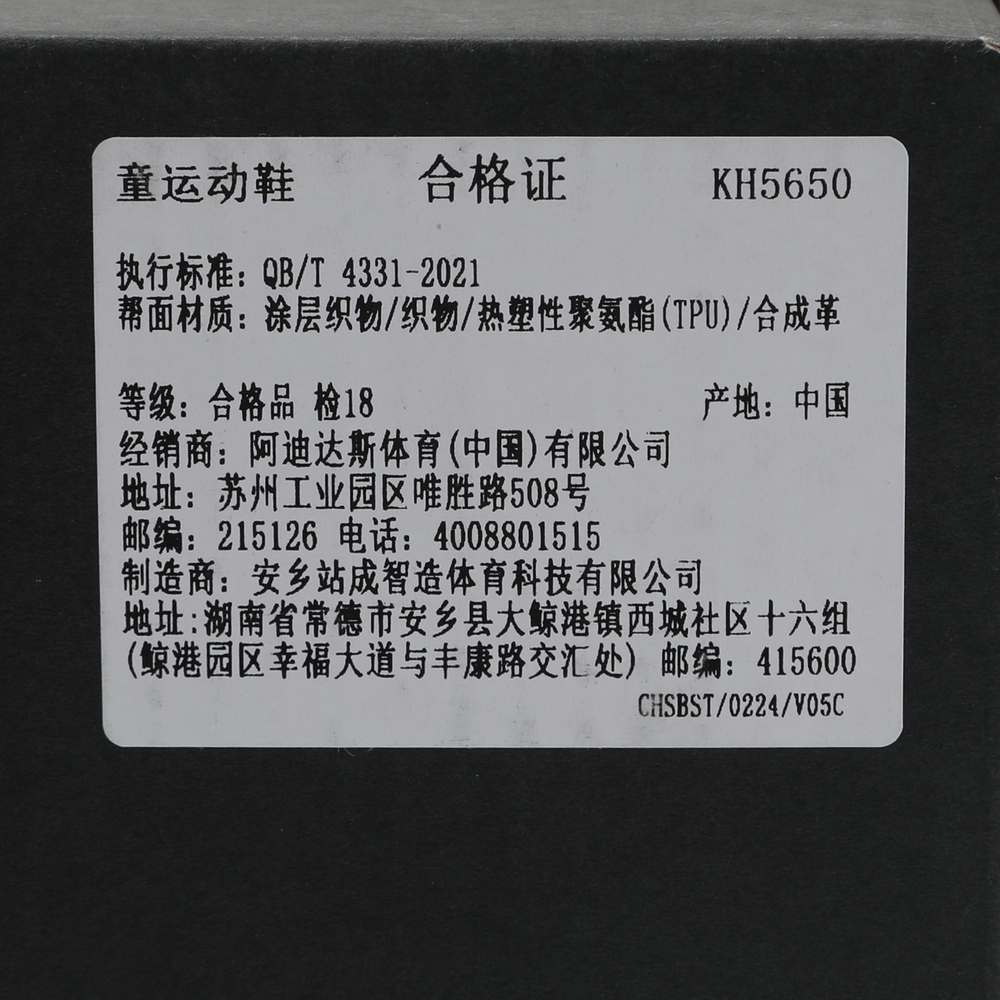 童运动鞋 合格证 KH5650
执行标准: QB/T 4331-2021
帮面材质: 涂层织物/织物/热塑性聚氨酯(TPU)/合成革
等级: 合格品 检18 产地: 中国
经销商: 阿迪达斯体育(中国)有限公司
地址: 苏州工业园区唯胜路508号
邮编: 215126 电话: 4008801515
制造商: 安乡站成智造体育科技有限公司
地址:湖南省常德市安乡县大鲸港镇西城社区十六组
(鲸港园区幸福大道与丰康路交汇处) 邮编: 415600
CHSBST/0224/V05C